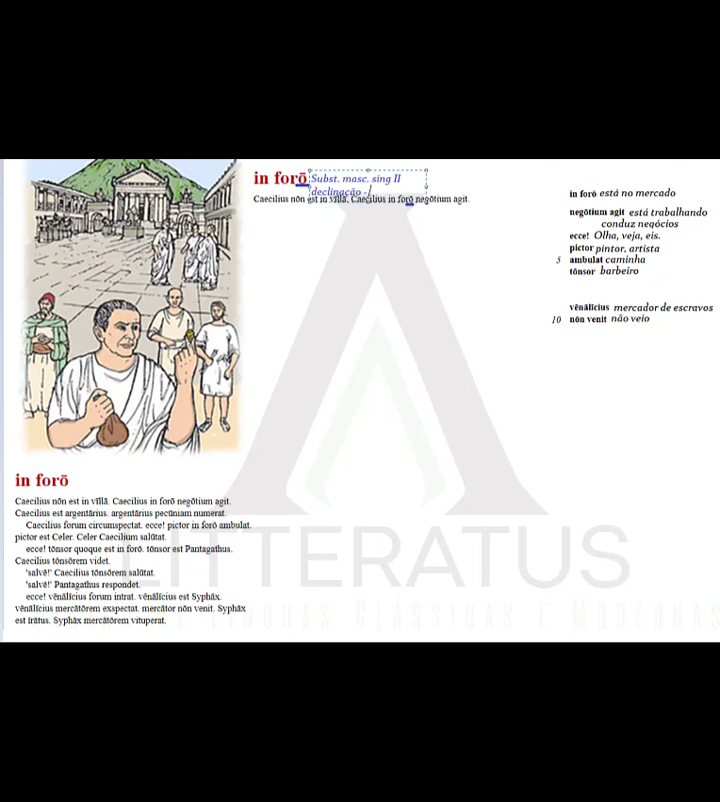 in forō
Subst. masc. sing II
declinação -
Caecilius nōn est in vīllā. Caecilius in forō negōtium agit.
in forō está no mercado
negōtium agit está trabalhando
conduz negócios
ecce! Olha, veja, eis.
pictor pintor, artista
5 ambulat caminha
tōnsor barbeiro
vēnālīcius mercador de escravos
10 nōn venit não veio
in forō
Caecilius nōn est in vīllā. Caecilius in forō negōtium agit.
Caecilius est argentārius. argentārius pecūniam numerat.
Caecilius forum circumspectat. ecce! pictor in forō ambulat.
pictor est Celer. Celer Caecilium salūtat.
ecce! tōnsor quoque est in forō. tōnsor est Pantagathus.
Caecilius tōnsōrem videt.
'salvē!' Caecilius tōnsōrem salūtat.
'salvē!' Pantagathus respondet.
ecce! vēnālīcius forum intrat. vēnālīcius est Syphāx.
vēnālīcius mercātōrem exspectat. mercātor nōn venit. Syphāx
est īrātus. Syphāx mercātōrem vituperat.
LITTERATUS
DE LÍNGUAS CLÁSSICAS E MODERNAS